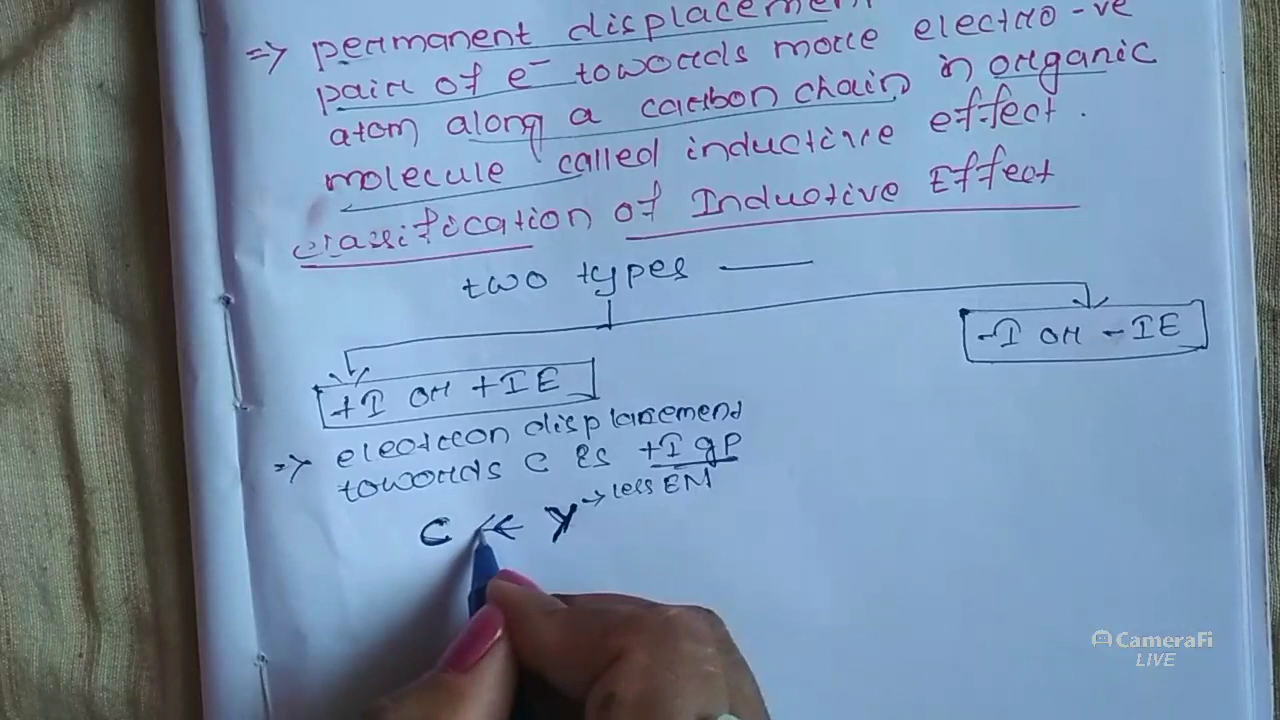 => permanent displacement
pair of e⁻ towards more electro-ve
atom along a carbon chain in organic
molecule called inductive effect.
classification of Inductive Effect
two types —
+I OR +IE
-I OR -IE
=> electron displacement
towards C is +I gp
C << Y → less EN
CameraFi
LIVE